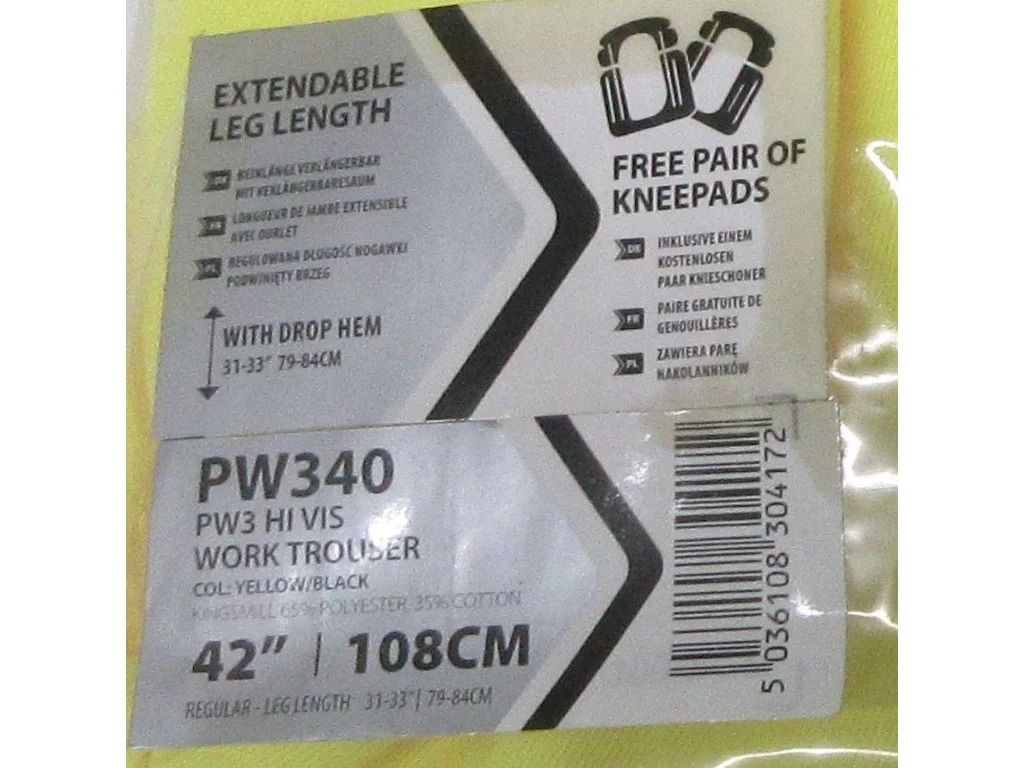 EXTENDABLE
LEG LENGTH
DE BEINLÄNGE VERLÄNGERBAR
MIT VERLÄNGERBARESAUM
FR LONGUEUR DE JAMBE EXTENSIBLE
AVEC OURLET
PL REGULOWANA DŁUGOŚĆ NOGAWKI
PODWINIĘTY BRZEG
WITH DROP HEM
31-33" 79-84CM
FREE PAIR OF
KNEEPADS
DE INKLUSIVE EINEM
KOSTENLOSEN
PAAR KNIESCHONER
FR PAIRE GRATUITE DE
GENOUILLÈRES
PL ZAWIERA PARĘ
NAKOLANNIKÓW
PW340
PW3 HI VIS
WORK TROUSER
COL: YELLOW/BLACK
KINGSMILL 65% POLYESTER, 35% COTTON
42" | 108CM
REGULAR - LEG LENGTH 31-33" | 79-84CM
5 036108 304172